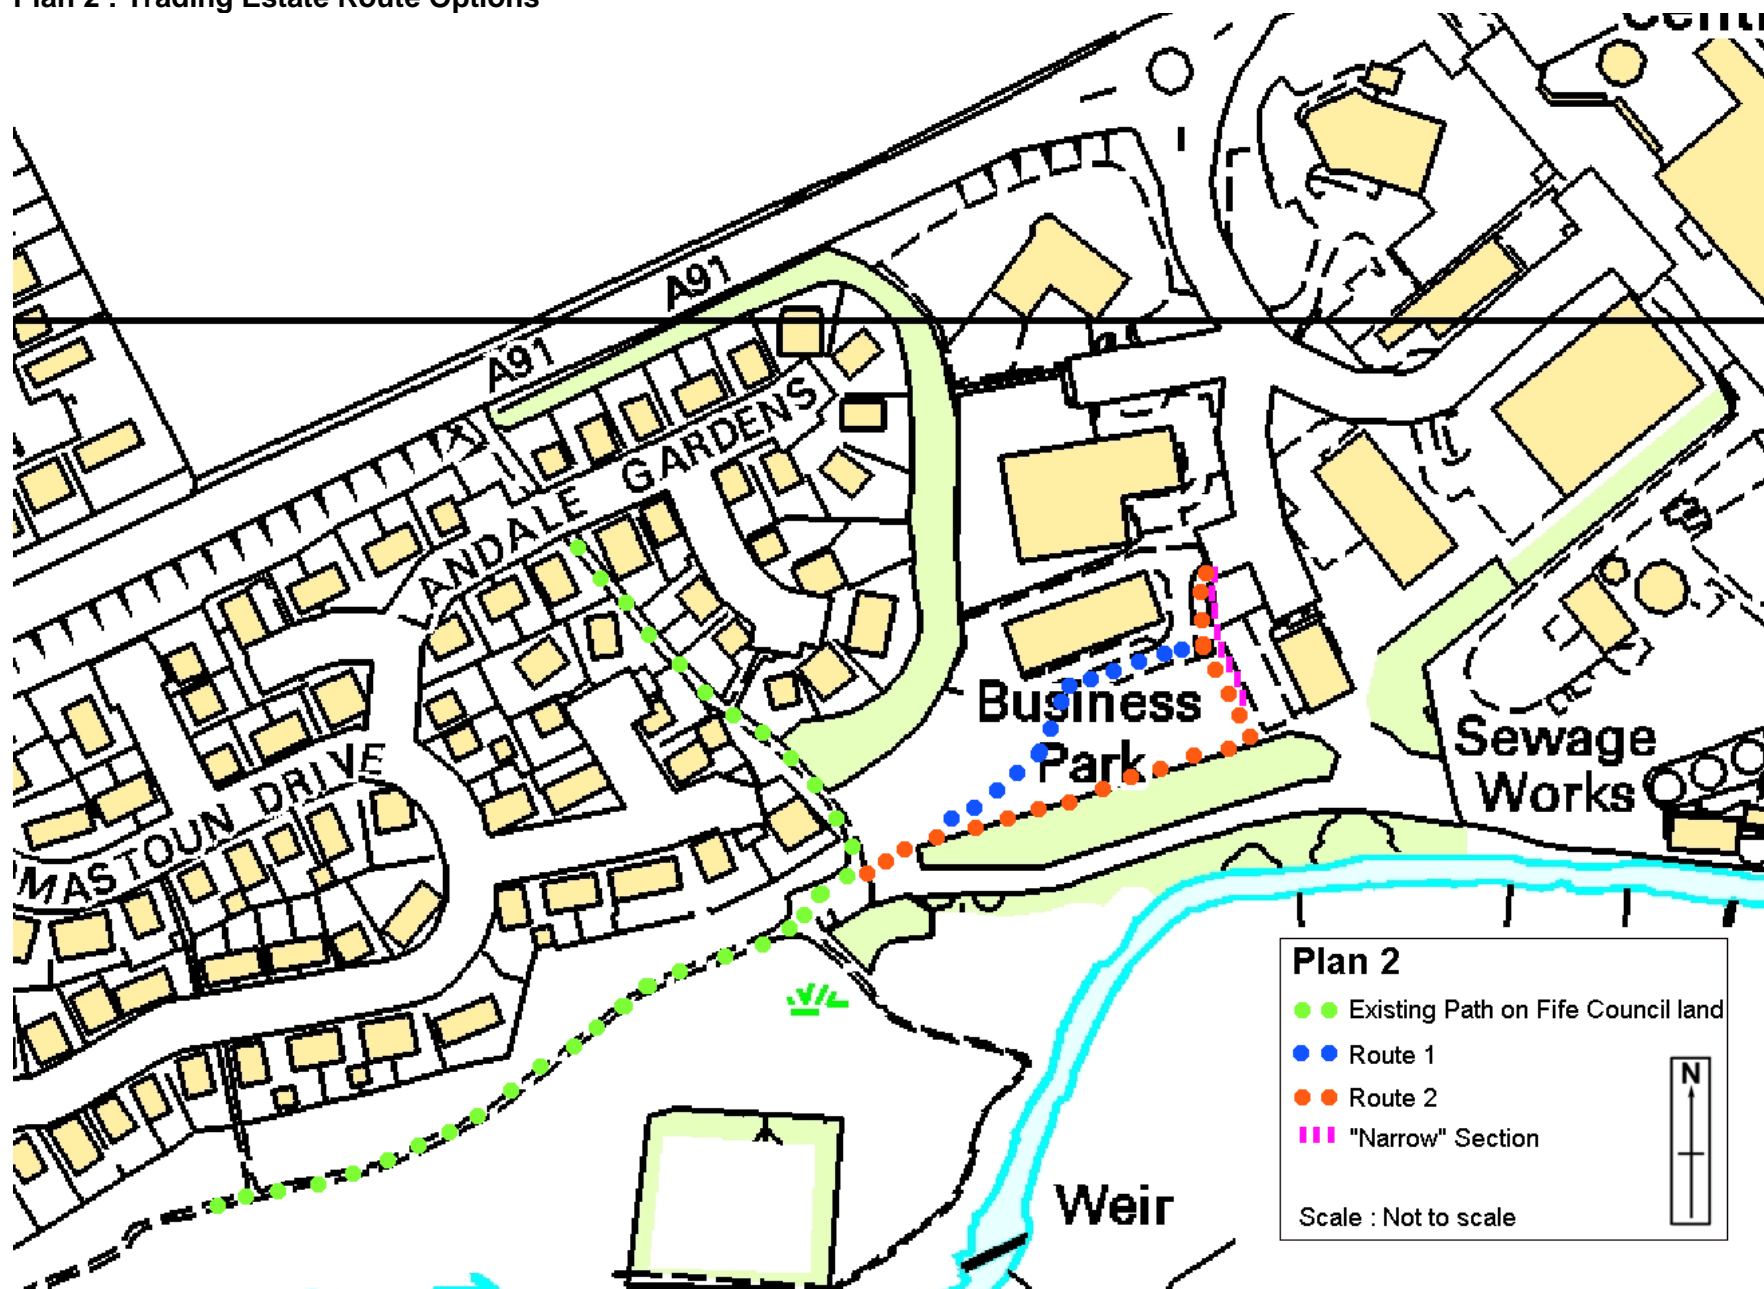 Plan 2 : Trading Estate Route Options
A91
A91
ANDALE GARDENS
MASTOUN DRIVE
Business
Park
Sewage
Works
Weir
Plan 2
Existing Path on Fife Council land
Route 1
Route 2
"Narrow" Section
Scale : Not to scale
N